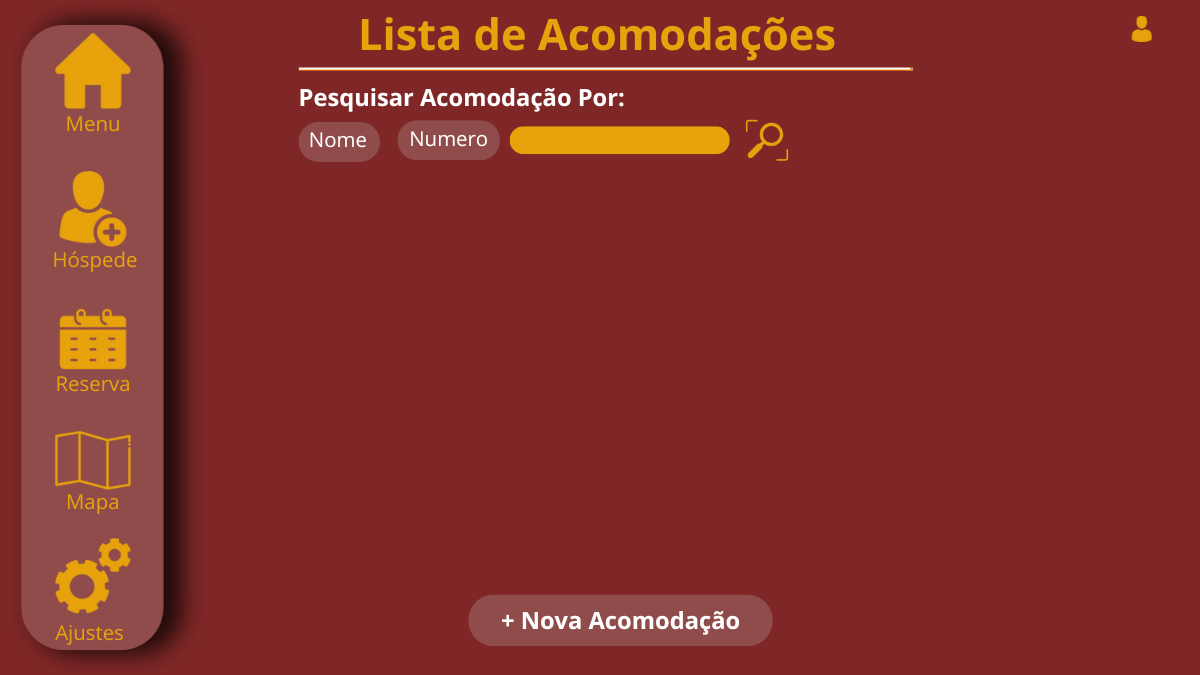 Lista de Acomodações
Pesquisar Acomodação Por:
Nome Numero
Menu
Hóspede
Reserva
Mapa
Ajustes
+ Nova Acomodação